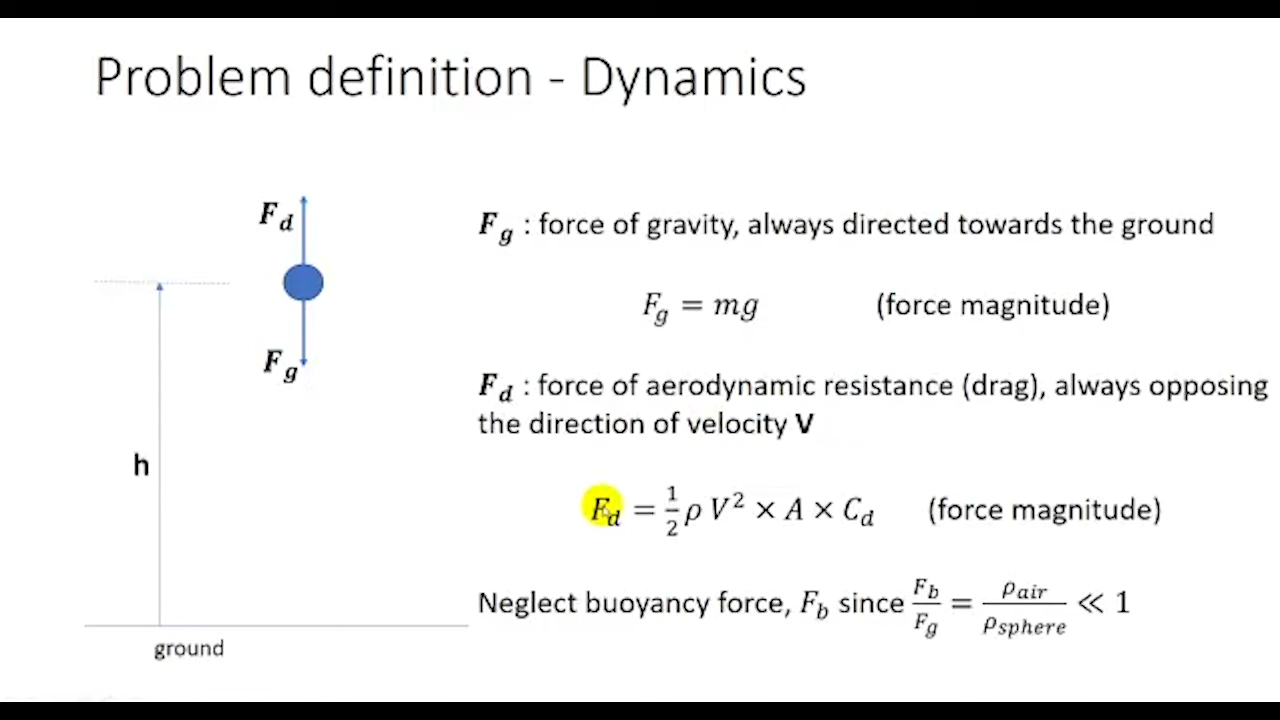 Problem definition - Dynamics
F_d
F_g
h
ground
F_g : force of gravity, always directed towards the ground
F_g = mg (force magnitude)
F_d : force of aerodynamic resistance (drag), always opposing
the direction of velocity V
F_d = 1/2 ρ V² × A × C_d (force magnitude)
Neglect buoyancy force, F_b since F_b/F_g = ρ_air/ρ_sphere ≪ 1